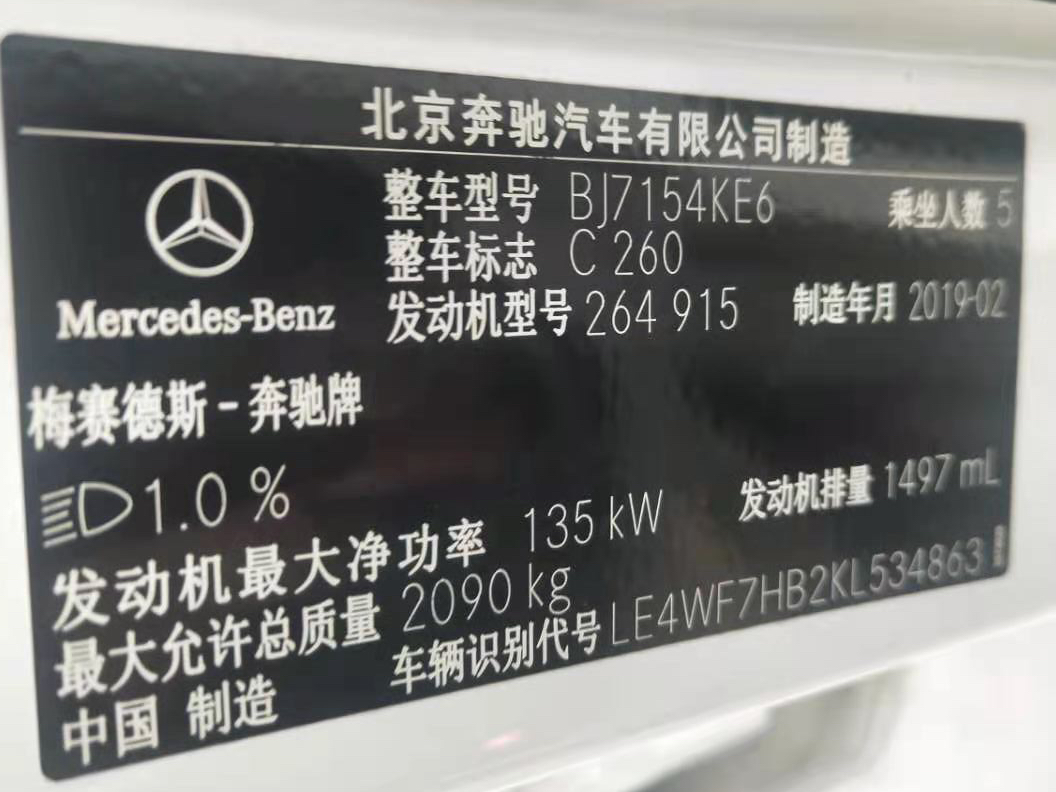 北京奔驰汽车有限公司制造
整车型号 BJ7154KE6 乘坐人数 5
整车标志 C 260
发动机型号 264 915 制造年月 2019-02
Mercedes-Benz
梅赛德斯-奔驰牌
1.0 %
发动机最大净功率 135 kW 发动机排量 1497 mL
最大允许总质量 2090 kg
车辆识别代号 LE4WF7HB2KL534863
中国 制造